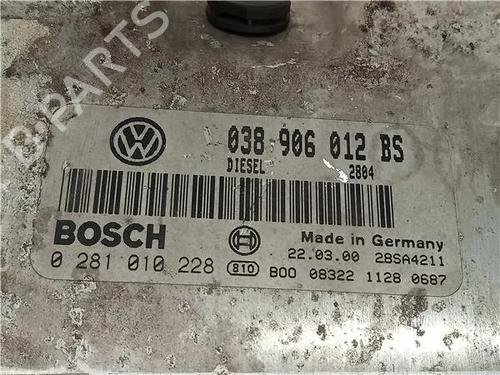 038 906 012 BS
DIESEL 2804
BOSCH
Made in Germany
22.03.00 28SA4211
0 281 010 228 810 B00 08322 1128 0687
B PARTS